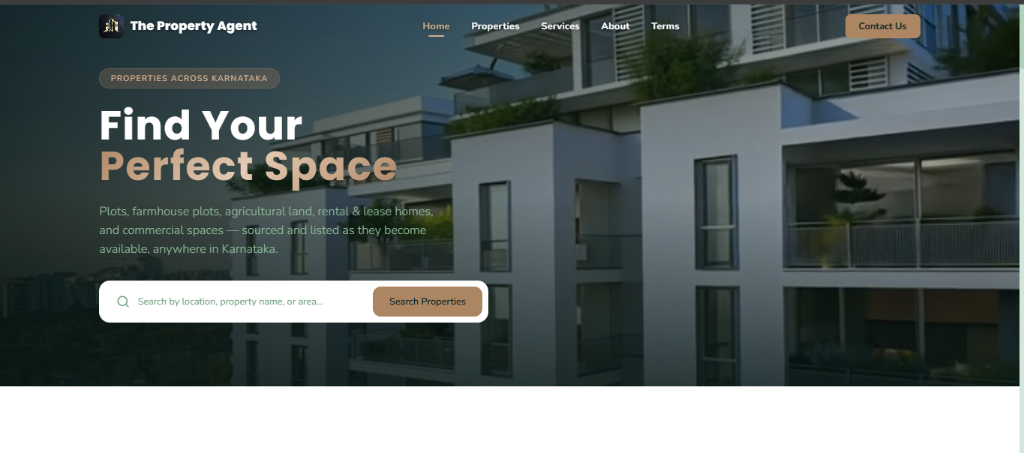 The Property Agent
Home Properties Services About Terms
Contact Us
PROPERTIES ACROSS KARNATAKA
Find Your
Perfect Space
Plots, farmhouse plots, agricultural land, rental & lease homes,
and commercial spaces — sourced and listed as they become
available, anywhere in Karnataka.
Search by location, property name, or area...
Search Properties